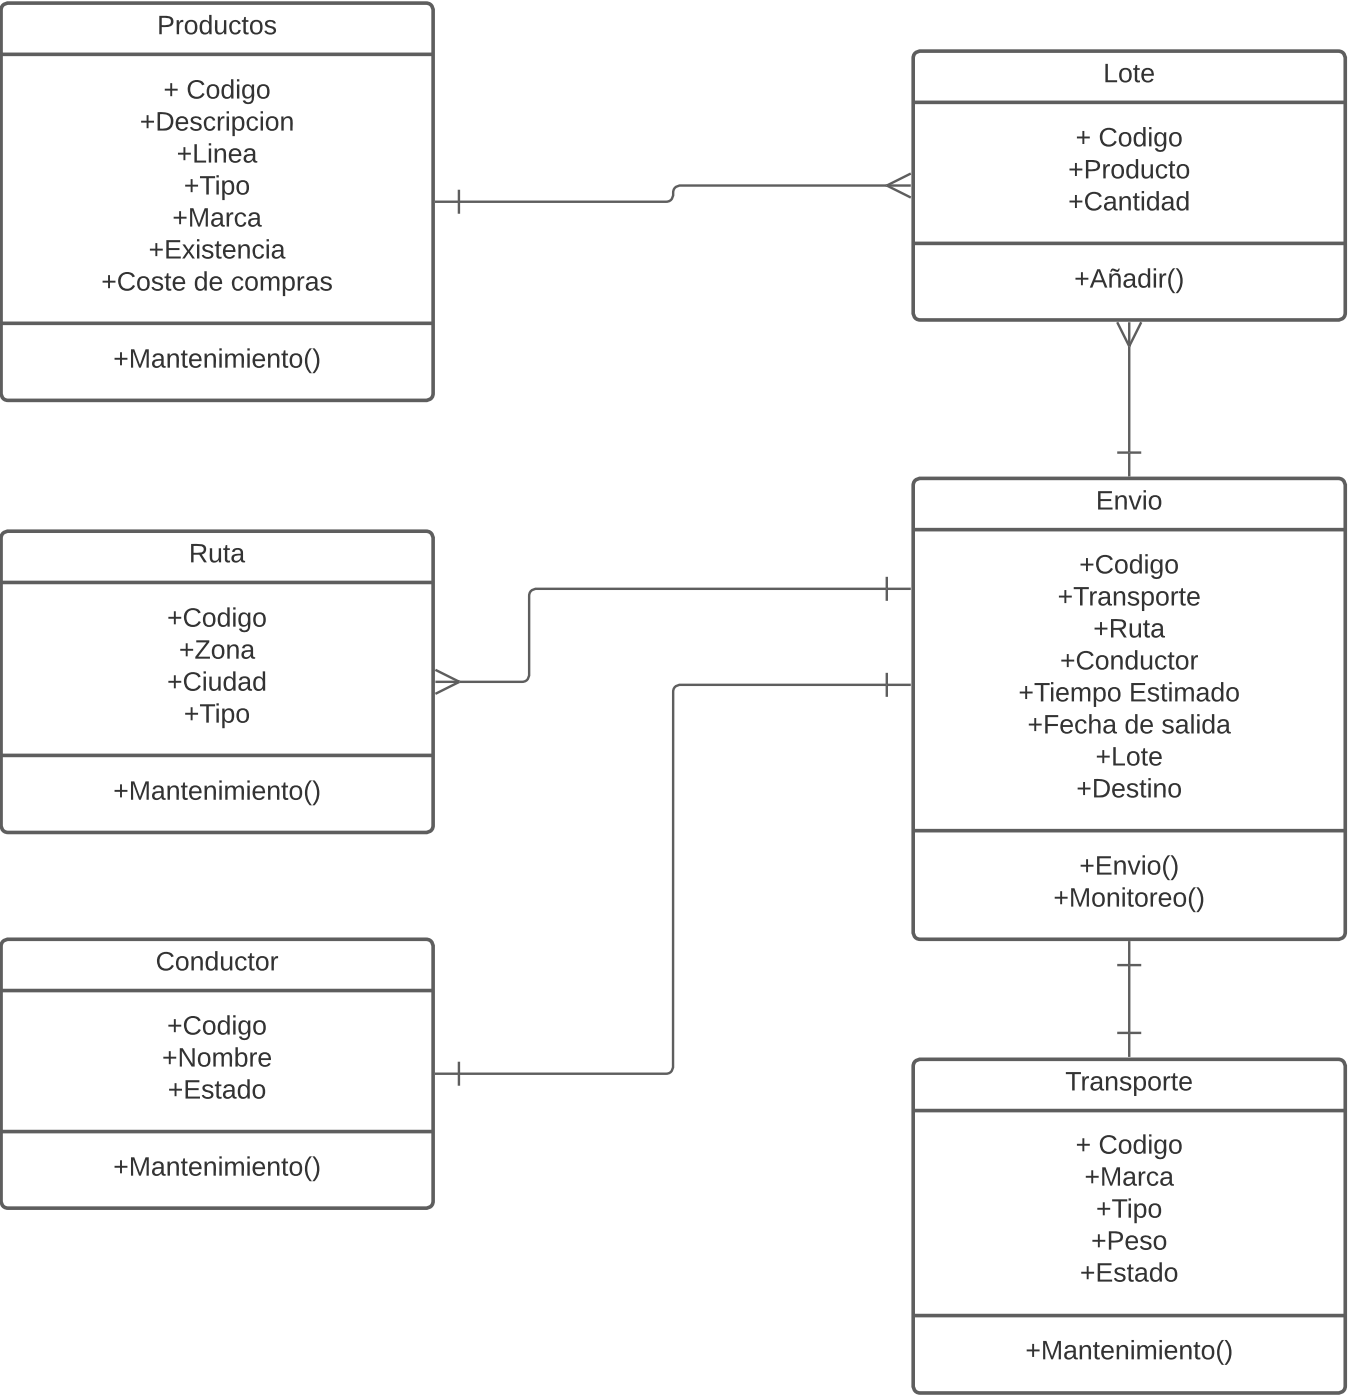 Productos
+ Codigo
+Descripcion
+Linea
+Tipo
+Marca
+Existencia
+Coste de compras
+Mantenimiento()
Lote
+ Codigo
+Producto
+Cantidad
+Añadir()
Ruta
+Codigo
+Zona
+Ciudad
+Tipo
+Mantenimiento()
Envio
+Codigo
+Transporte
+Ruta
+Conductor
+Tiempo Estimado
+Fecha de salida
+Lote
+Destino
+Envio()
+Monitoreo()
Conductor
+Codigo
+Nombre
+Estado
+Mantenimiento()
Transporte
+ Codigo
+Marca
+Tipo
+Peso
+Estado
+Mantenimiento()